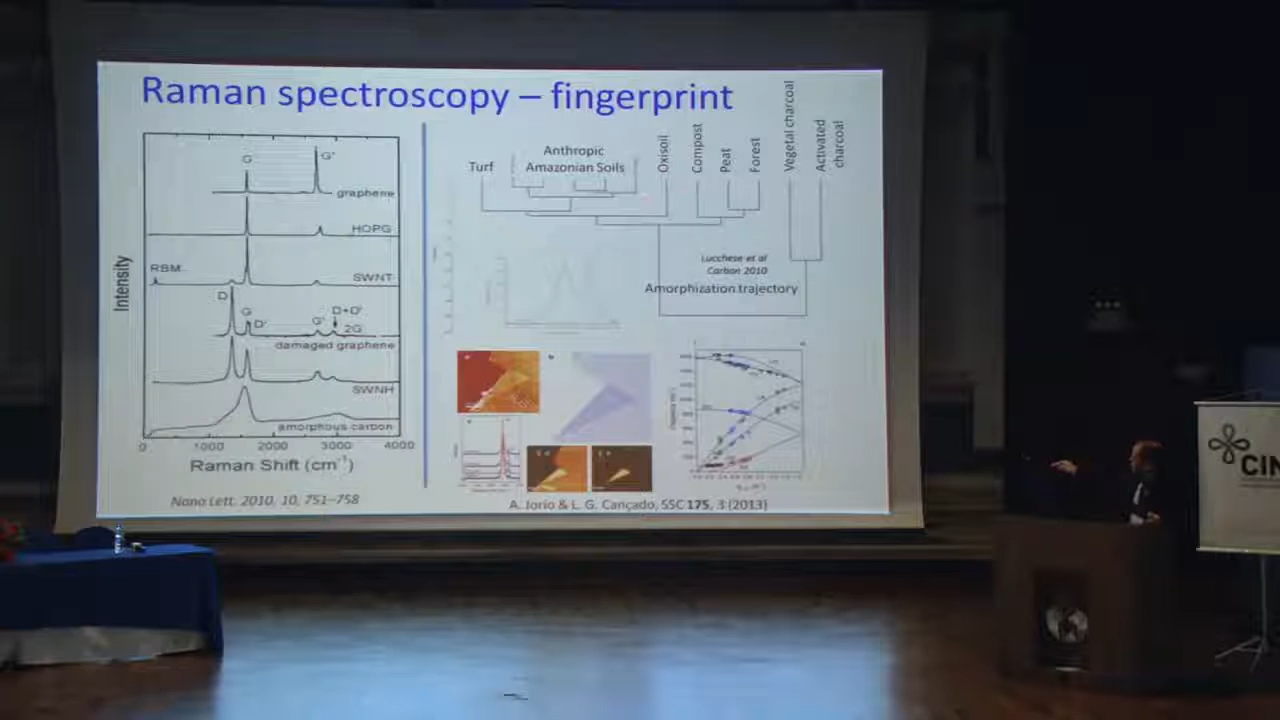 Raman spectroscopy – fingerprint
G
G'
graphene
HOPG
RBM
SWNT
D
G
D'
G'
D+D'
2G
damaged graphene
SWNH
amorphous carbon
Intensity
0 1000 2000 3000 4000
Raman Shift (cm⁻¹)
Nano Lett. 2010, 10, 751–758
Turf
Anthropic
Amazonian Soils
Oxisoil
Compost
Peat
Forest
Vegetal charcoal
Activated
charcoal
Lucchese et al
Carbon 2010
Amorphization trajectory
A. Jorio & L. G. Cançado, SSC 175, 3 (2013)
CIN